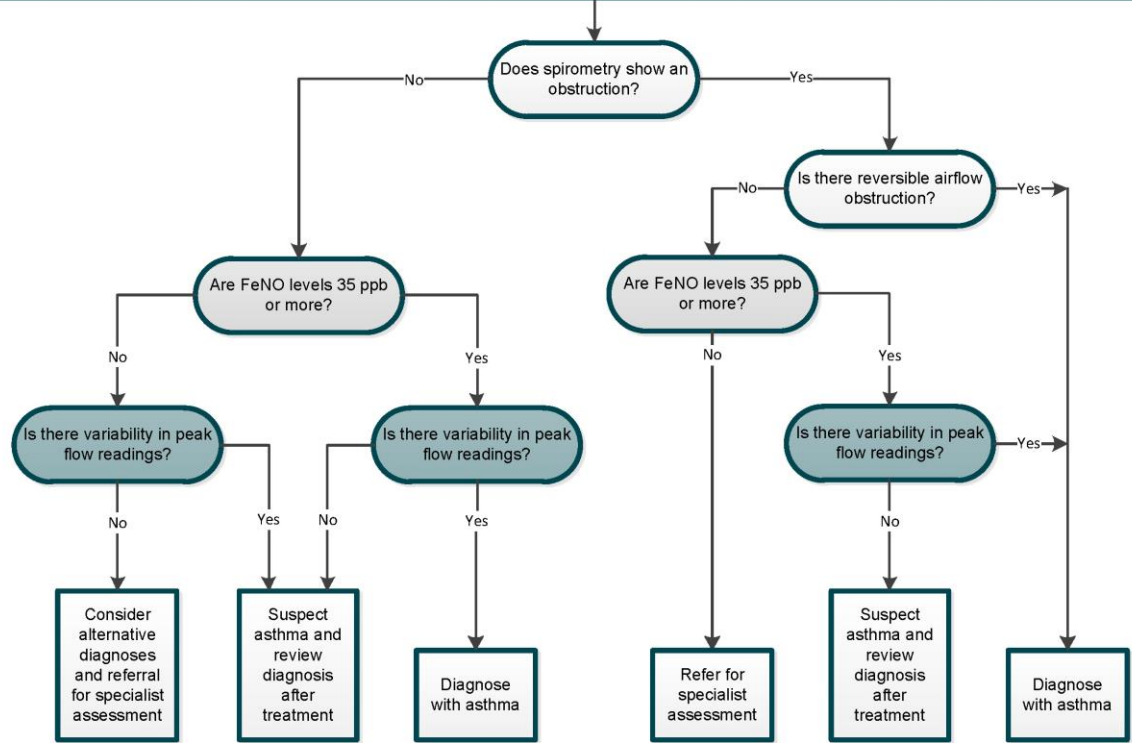 Does spirometry show an
obstruction?
No
Yes
Is there reversible airflow
obstruction?
No
Yes
Are FeNO levels 35 ppb
or more?
Are FeNO levels 35 ppb
or more?
No
Yes
No
Yes
Is there variability in peak
flow readings?
Is there variability in peak
flow readings?
Is there variability in peak
flow readings?
Yes
No
Yes
No
Yes
No
Consider
alternative
diagnoses
and referral
for specialist
assessment
Suspect
asthma and
review
diagnosis
after
treatment
Diagnose
with asthma
Refer for
specialist
assessment
Suspect
asthma and
review
diagnosis
after
treatment
Diagnose
with asthma